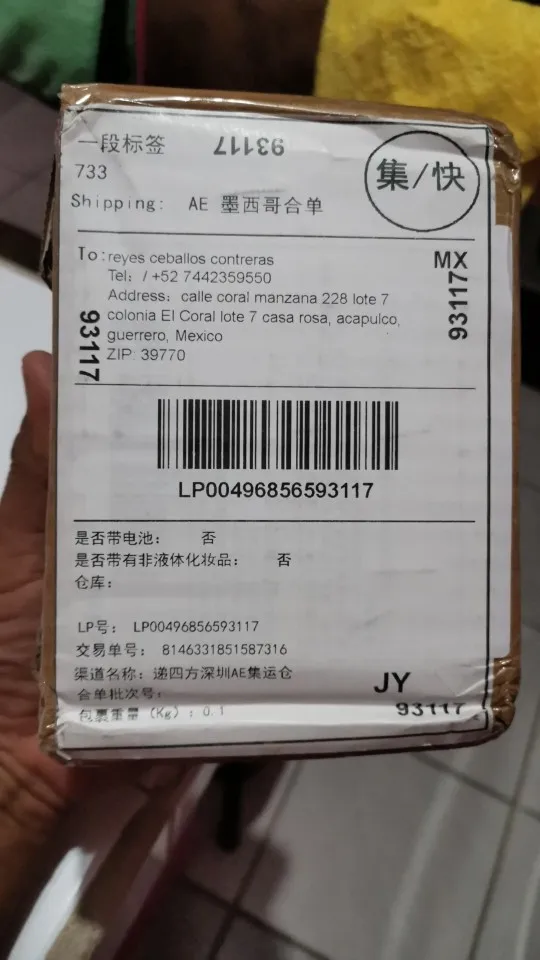 一段标签
93117
733
集/快
Shipping: AE 墨西哥合单
To: reyes ceballos contreras
Tel: / +52 7442359550
Address: calle coral manzana 228 lote 7
colonia El Coral lote 7 casa rosa, acapulco,
guerrero, Mexico
ZIP: 39770
MX
93117
93117
LP00496856593117
是否带电池： 否
是否带有非液体化妆品： 否
仓库：
LP号： LP00496856593117
交易单号： 8146331851587316
渠道名称：递四方深圳AE集运仓
合单批次号：
包裹重量 (Kg) : 0.1
JY
93117